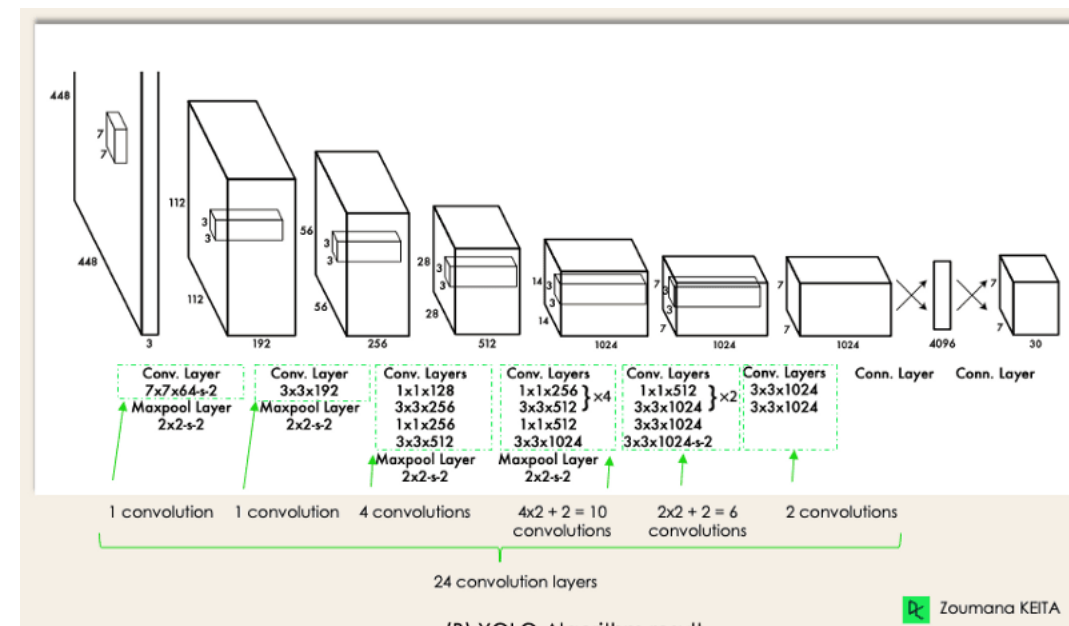 448
7
7
448
3
112
3
3
112
192
56
3
3
56
256
28
3
3
28
512
14
3
3
14
1024
7
3
3
7
1024
7
7
1024
4096
7
7
30
Conv. Layer
7x7x64-s-2
Maxpool Layer
2x2-s-2
Conv. Layer
3x3x192
Maxpool Layer
2x2-s-2
Conv. Layers
1x1x128
3x3x256
1x1x256
3x3x512
Maxpool Layer
2x2-s-2
Conv. Layers
1x1x256
3x3x512
}×4
1x1x512
3x3x1024
Maxpool Layer
2x2-s-2
Conv. Layers
1x1x512
3x3x1024
}×2
3x3x1024
3x3x1024-s-2
Conv. Layers
3x3x1024
3x3x1024
Conn. Layer
Conn. Layer
1 convolution
1 convolution
4 convolutions
4x2 + 2 = 10
convolutions
2x2 + 2 = 6
convolutions
2 convolutions
24 convolution layers
Zoumana KEITA